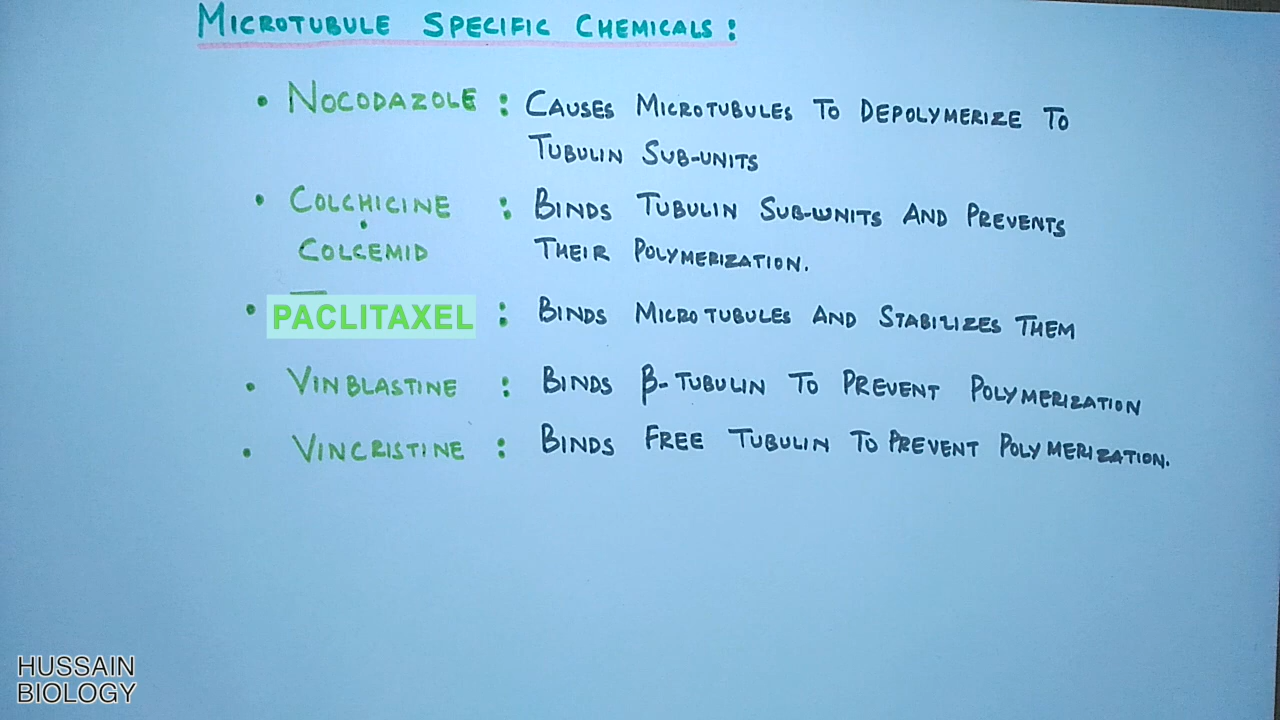 MICROTUBULE SPECIFIC CHEMICALS:
• NOCODAZOLE : CAUSES MICROTUBULES TO DEPOLYMERIZE TO
TUBULIN SUB-UNITS
• COLCHICINE : BINDS TUBULIN SUB-UNITS AND PREVENTS
COLCEMID THEIR POLYMERIZATION.
• PACLITAXEL : BINDS MICROTUBULES AND STABILIZES THEM
• VINBLASTINE : BINDS β-TUBULIN TO PREVENT POLYMERIZATION
• VINCRISTINE : BINDS FREE TUBULIN TO PREVENT POLYMERIZATION.
HUSSAIN
BIOLOGY